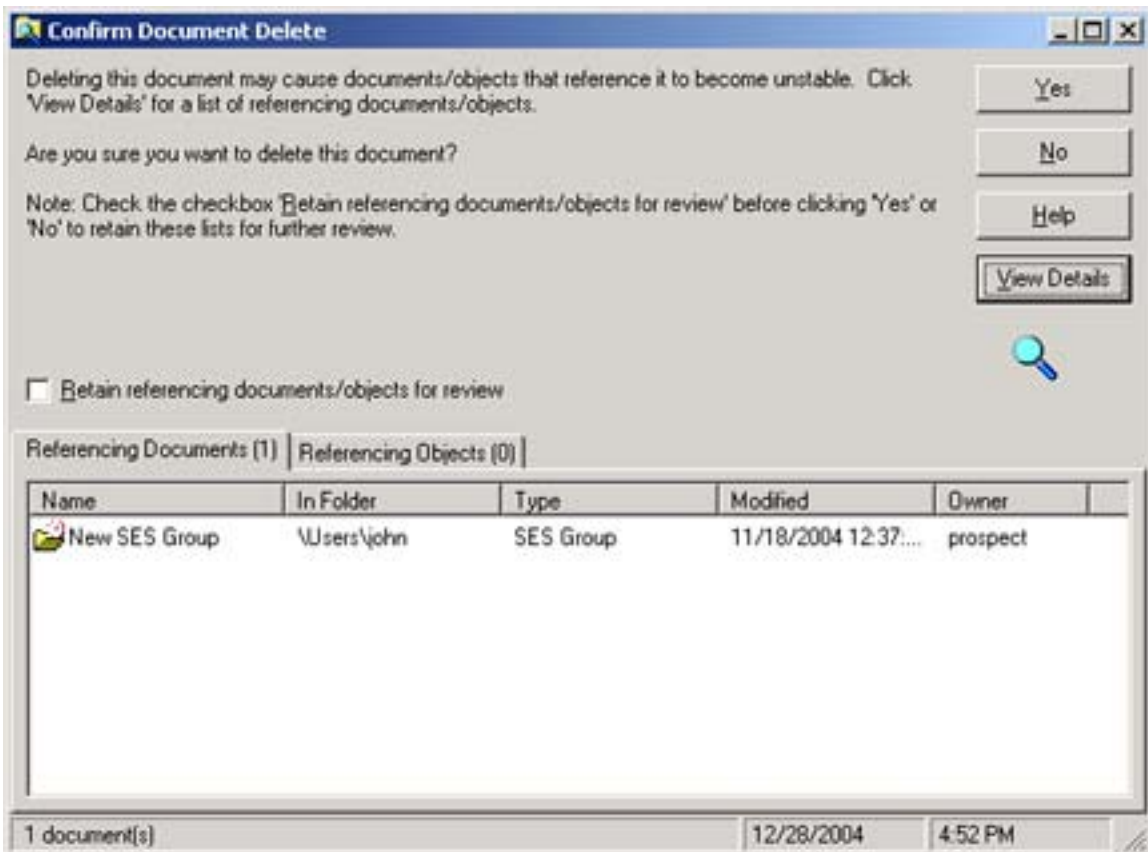 Confirm Document Delete
Deleting this document may cause documents/objects that reference it to become unstable. Click
'View Details' for a list of referencing documents/objects.
Are you sure you want to delete this document?
Note: Check the checkbox 'Retain referencing documents/objects for review' before clicking 'Yes' or
'No' to retain these lists for further review.
Yes
No
Help
View Details
Retain referencing documents/objects for review
Referencing Documents (1) Referencing Objects (0)
Name In Folder Type Modified Owner
New SES Group \Users\john SES Group 11/18/2004 12:37:... prospect
1 document(s) 12/28/2004 4:52 PM